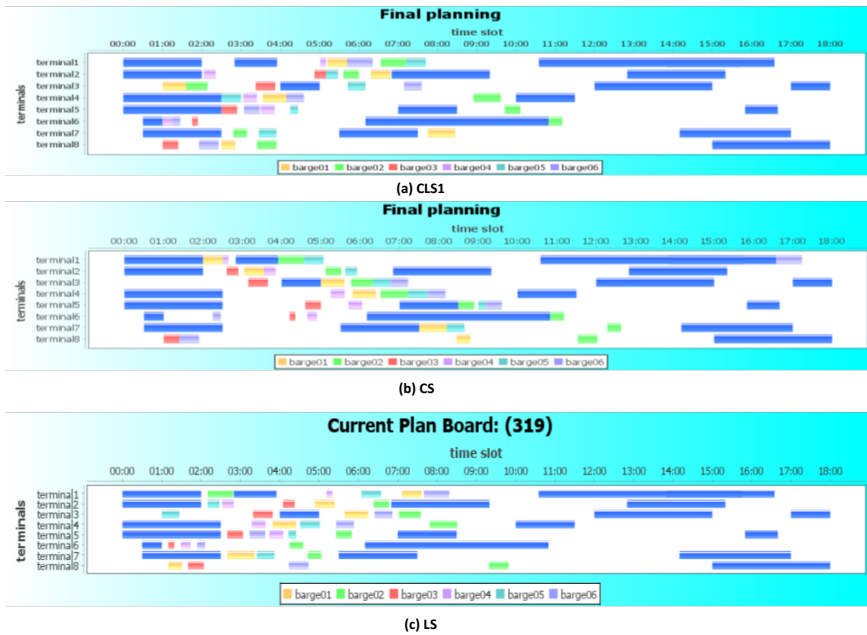 Final planning
time slot
00:00 01:00 02:00 03:00 04:00 05:00 06:00 07:00 08:00 09:00 10:00 11:00 12:00 13:00 14:00 15:00 16:00 17:00 18:00
terminals
terminal1
terminal2
terminal3
terminal4
terminal5
terminal6
terminal7
terminal8
barge01 barge02 barge03 barge04 barge05 barge06
(a) CLS1
Final planning
time slot
00:00 01:00 02:00 03:00 04:00 05:00 06:00 07:00 08:00 09:00 10:00 11:00 12:00 13:00 14:00 15:00 16:00 17:00 18:00
terminals
terminal1
terminal2
terminal3
terminal4
terminal5
terminal6
terminal7
terminal8
barge01 barge02 barge03 barge04 barge05 barge06
(b) CS
Current Plan Board: (319)
time slot
00:00 01:00 02:00 03:00 04:00 05:00 06:00 07:00 08:00 09:00 10:00 11:00 12:00 13:00 14:00 15:00 16:00 17:00 18:00
terminals
terminal1
terminal2
terminal3
terminal4
terminal5
terminal6
terminal7
terminal8
barge01 barge02 barge03 barge04 barge05 barge06
(c) LS